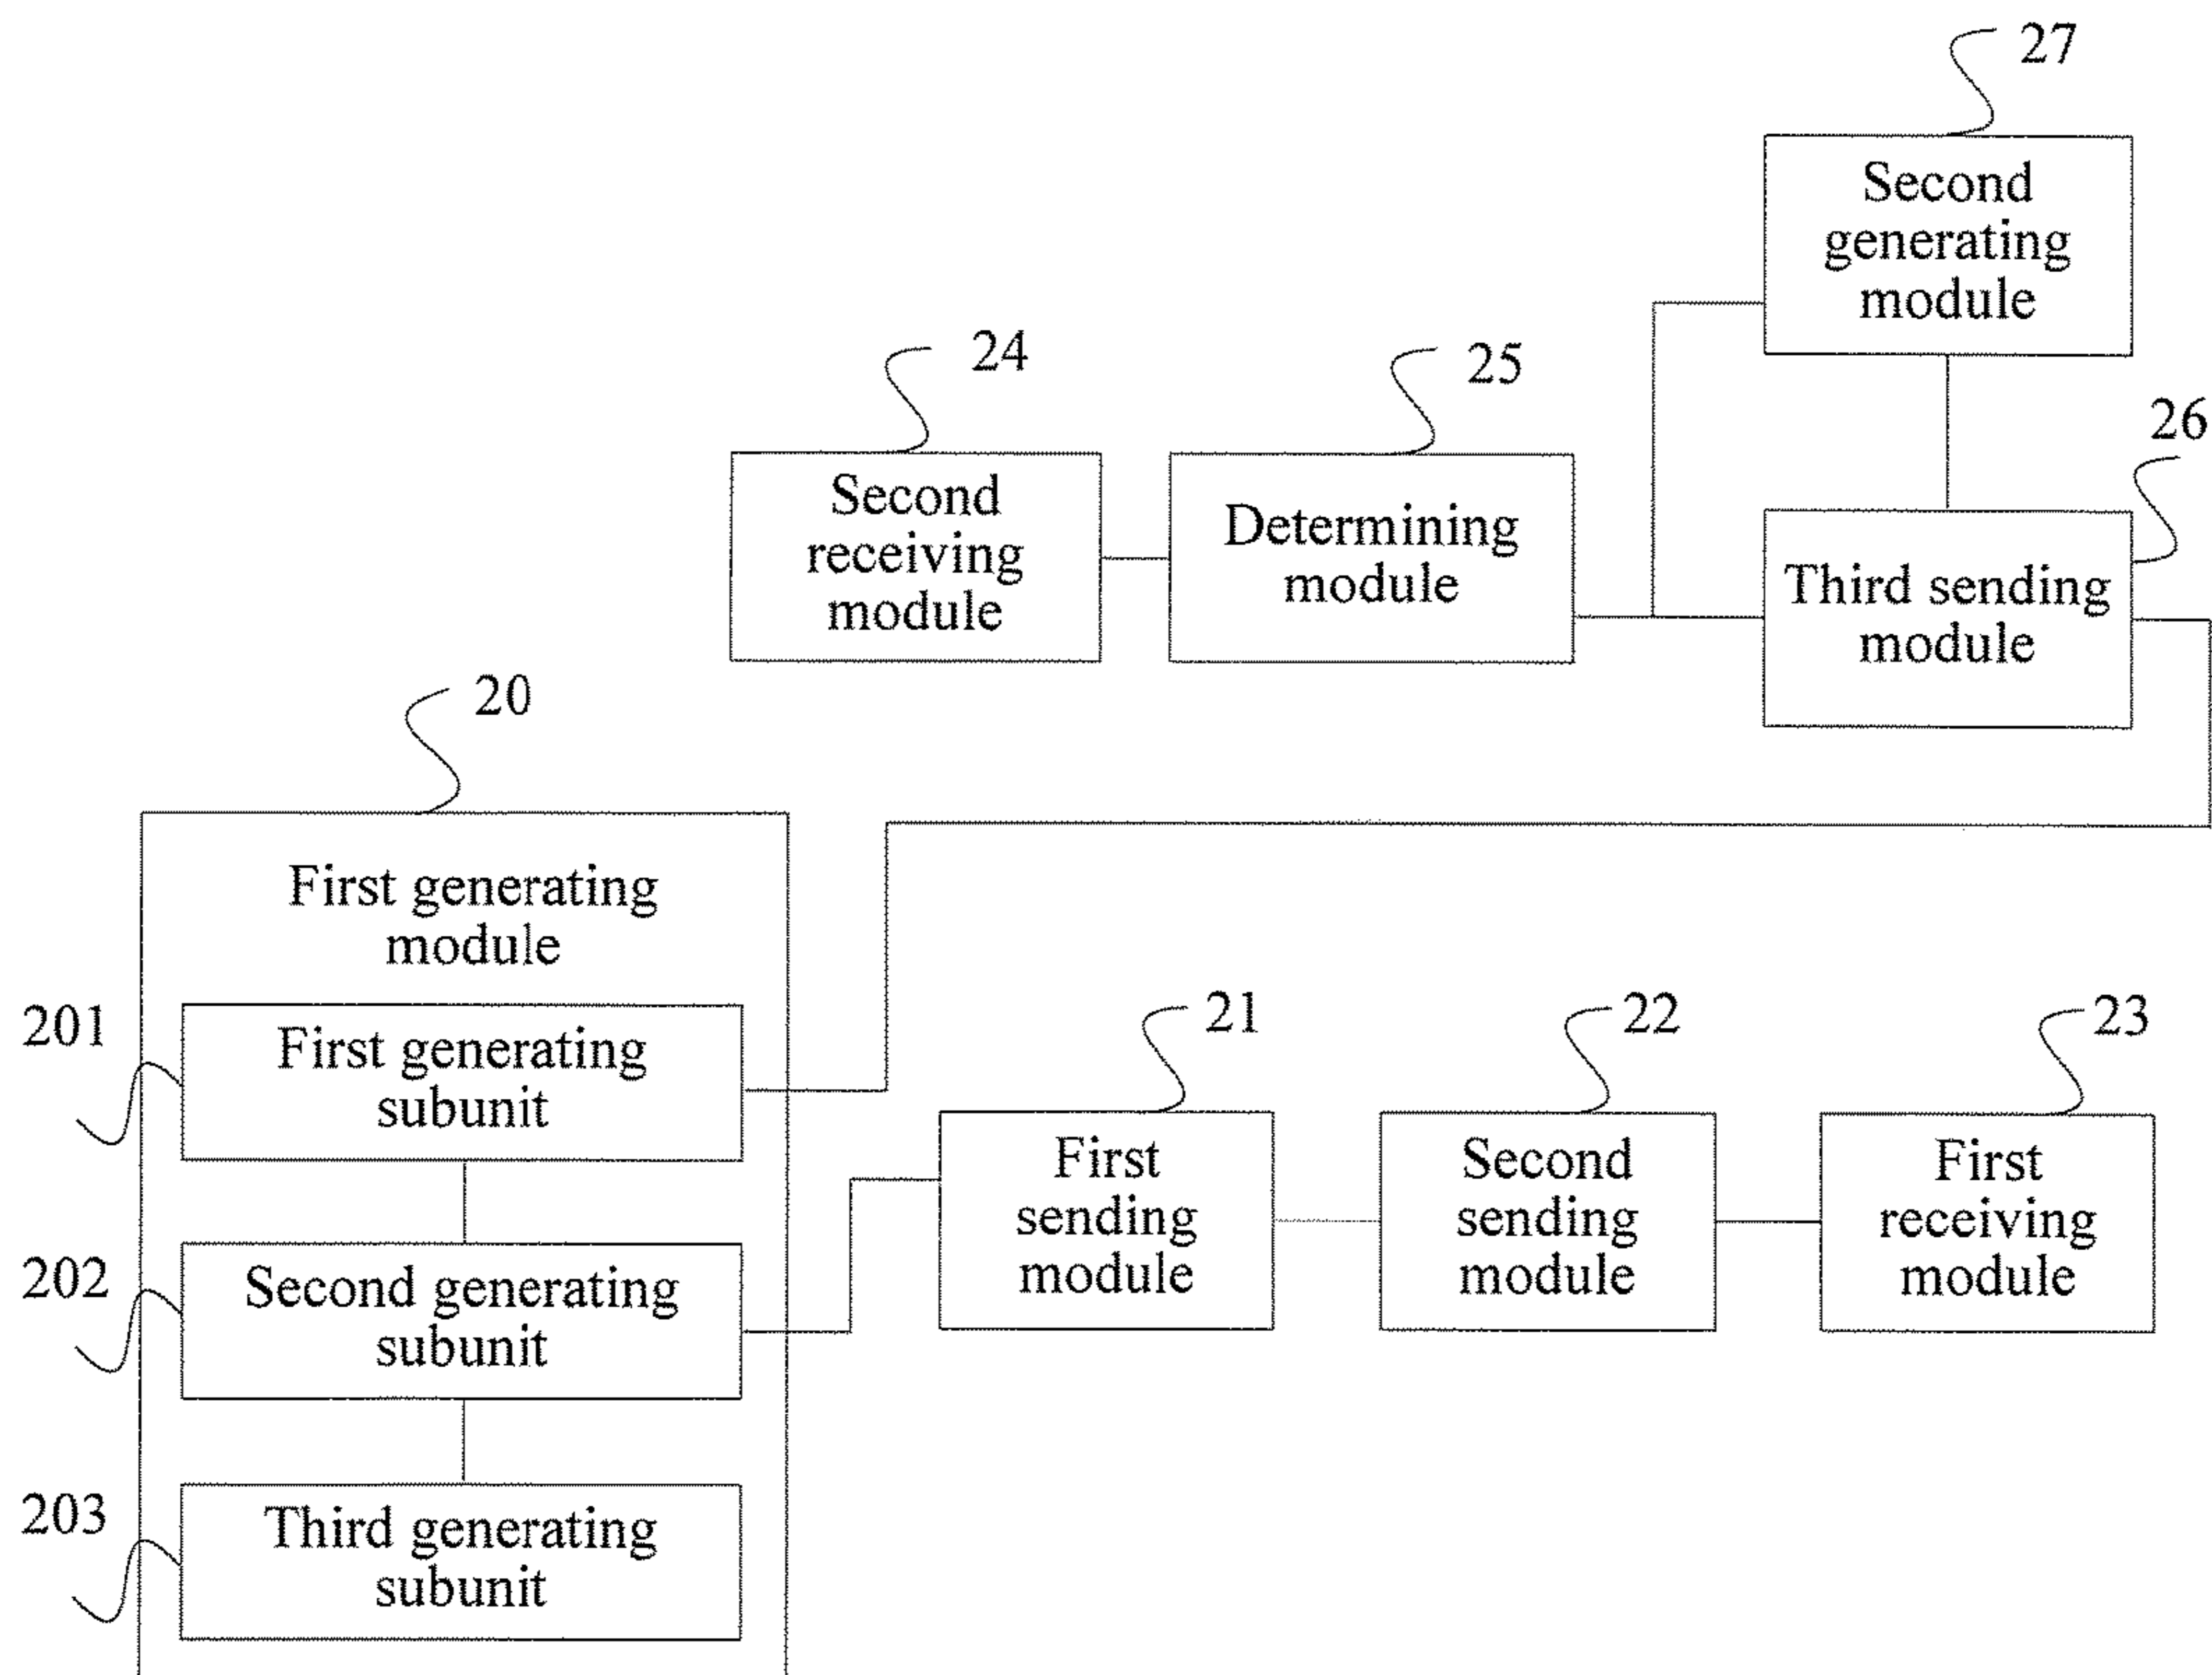 27
Second
generating
module
24
25
26
Second
receiving
module
Determining
module
Third sending
module
20
First generating
module
201
First generating
subunit
21
22
23
First
sending
module
Second
sending
module
First
receiving
module
202
Second generating
subunit
203
Third generating
subunit